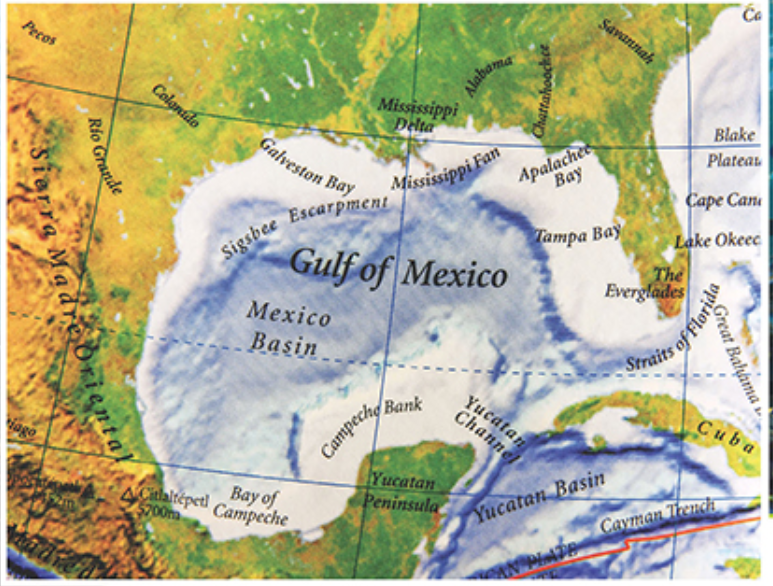 Pecos
Savannah
Alabama
Chattahoochee
Colorado
Mississippi
Delta
Blake
Plateau
Rio Grande
Galveston Bay
Mississippi Fan
Apalachee
Bay
Sierra Madre Oriental
Cape Cana
Sigsbee Escarpment
Tampa Bay
Lake Okeec
Gulf of Mexico
The
Everglades
Mexico
Basin
Straits of Florida
Great Bahama
Campeche Bank
Yucatan
Channel
Cuba
Citlaltépetl
5700m
Bay of
Campeche
Yucatan
Peninsula
Yucatan Basin
Cayman Trench
CAN PLATE